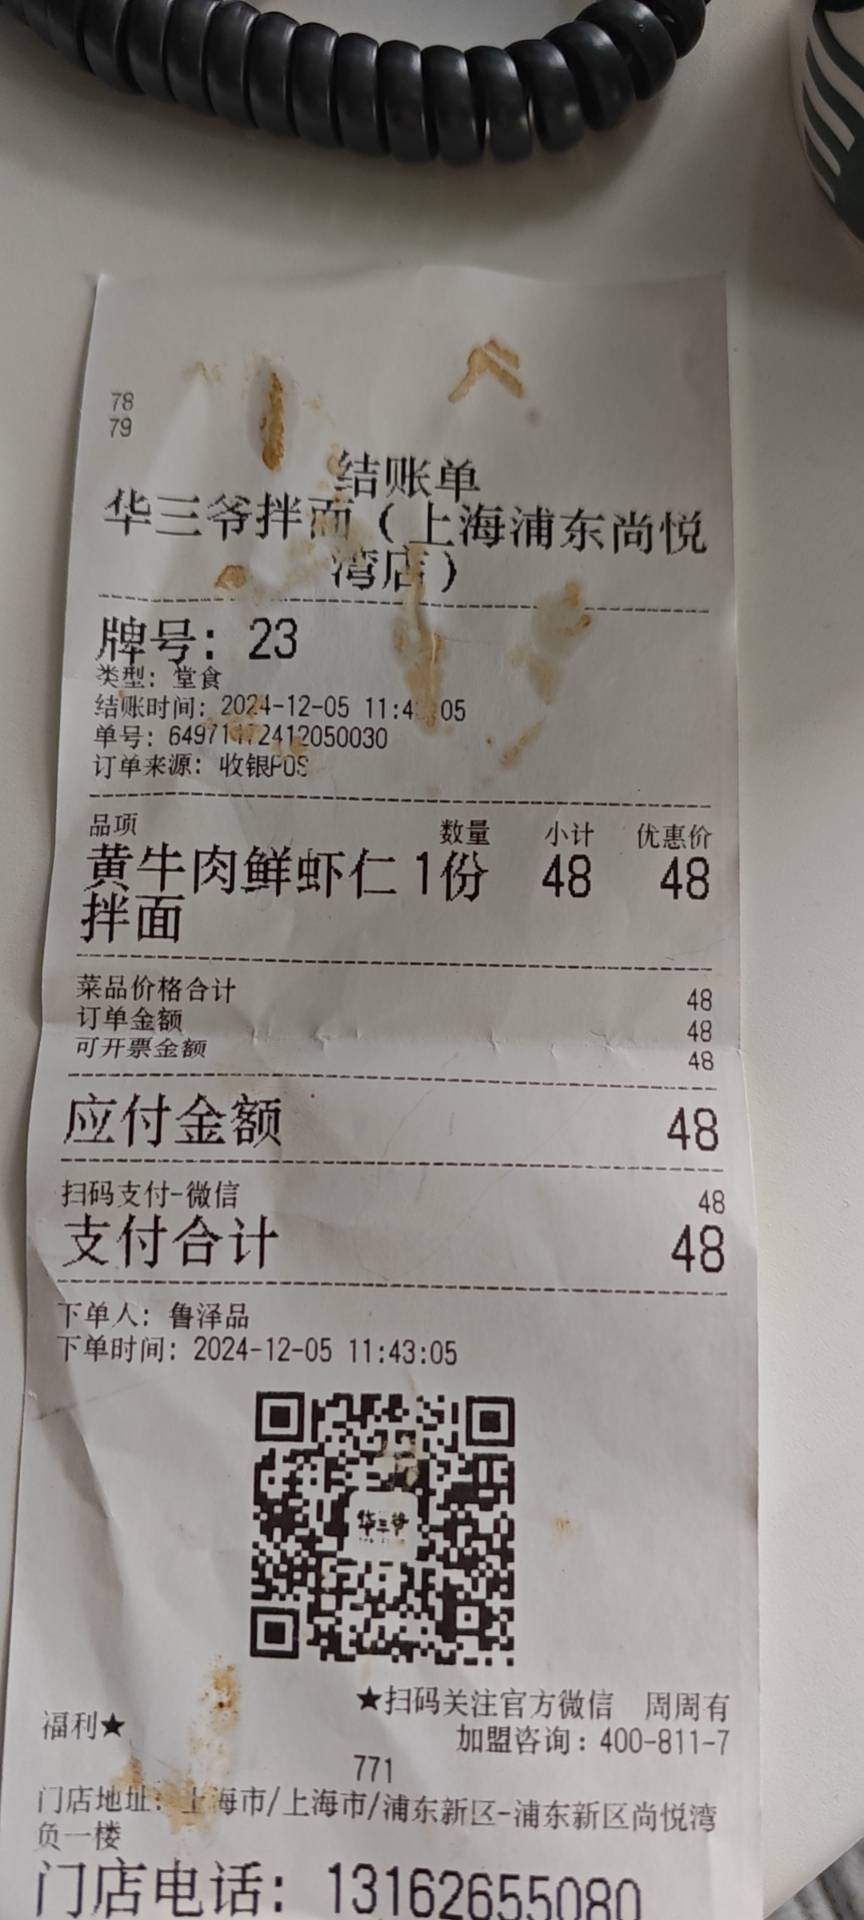 78
79
结账单
华三爷拌面（上海浦东尚悦
湾店）
牌号：23
类型：堂食
结账时间：2024-12-05 11:4 :05
单号：
订单来源：收银POS
品项 数量 小计 优惠价
黄牛肉鲜虾仁 1份 48 48
拌面
菜品价格合计 48
订单金额 48
可开票金额 48
应付金额 48
扫码支付-微信 48
支付合计 48
下单人：鲁泽品
下单时间：2024-12-05 11:43:05
华三爷
★扫码关注官方微信 周周有
福利★
加盟咨询：400-811-7
771
门店地址：上海市/上海市/浦东新区-浦东新区尚悦湾
负一楼
门店电话：13162655080